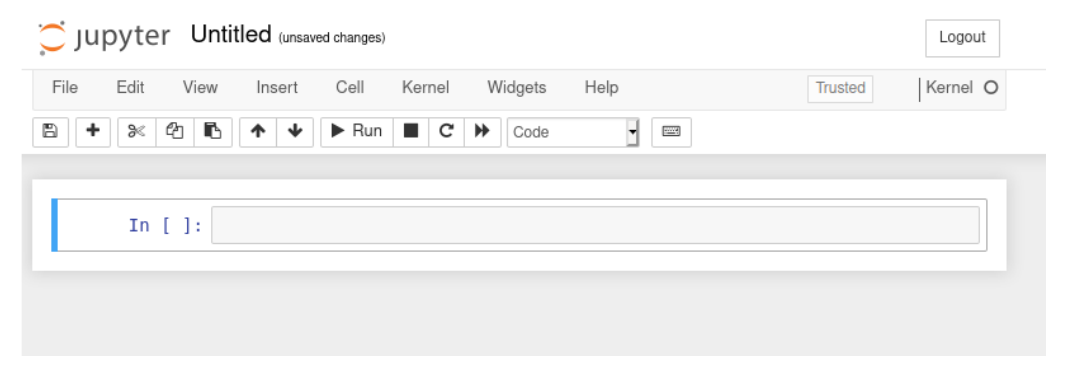 jupyter Untitled (unsaved changes) Logout
File Edit View Insert Cell Kernel Widgets Help Trusted Kernel
Run Code
In [ ]: